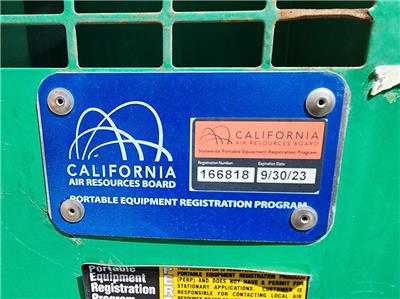 CALIFORNIA
AIR RESOURCES BOARD
CALIFORNIA
AIR RESOURCES BOARD
Statewide Portable Equipment Registration Program
Registration Number: Expiration Date:
166818 9/30/23
PORTABLE EQUIPMENT REGISTRATION PROGRAM
Portable
Equipment
Registration
Program
PORTABLE EQUIPMENT REGISTRATION PROGRAM
(PERP) AND DOES NOT HAVE A PERMIT FOR
STATIONARY APPLICATIONS. CUSTOMER IS
RESPONSIBLE FOR CONTACTING LOCAL AIR